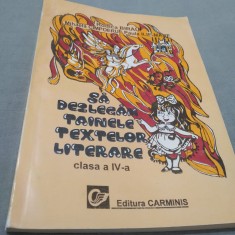 SĂ
DEZLEGĂM
TAINELE
TEXTELOR
LITERARE
clasa a IV-a
Editura CARMINIS